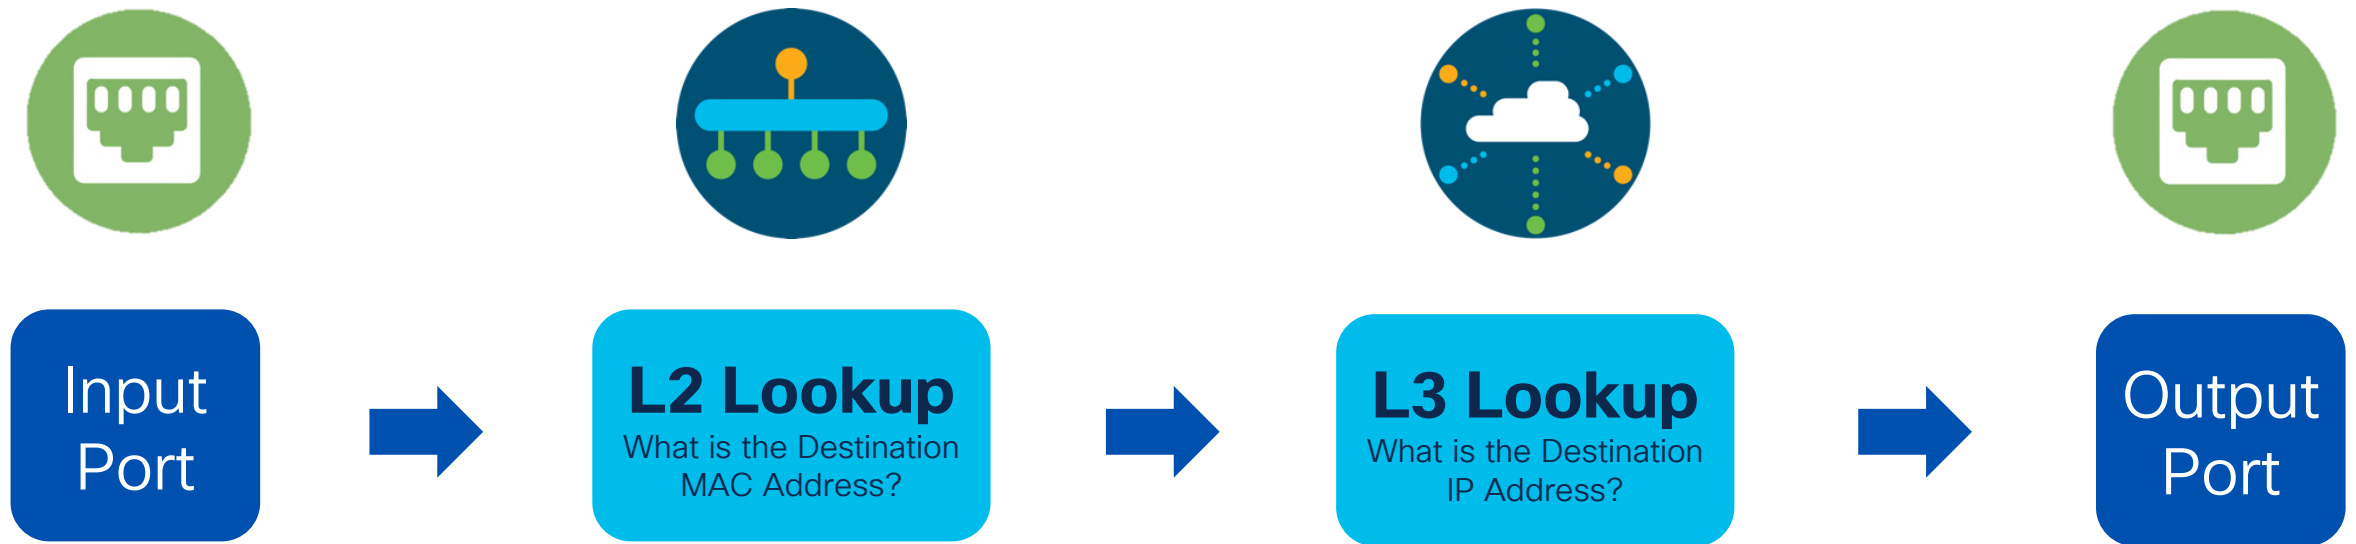 Input
Port
L2 Lookup
What is the Destination
MAC Address?
L3 Lookup
What is the Destination
IP Address?
Output
Port